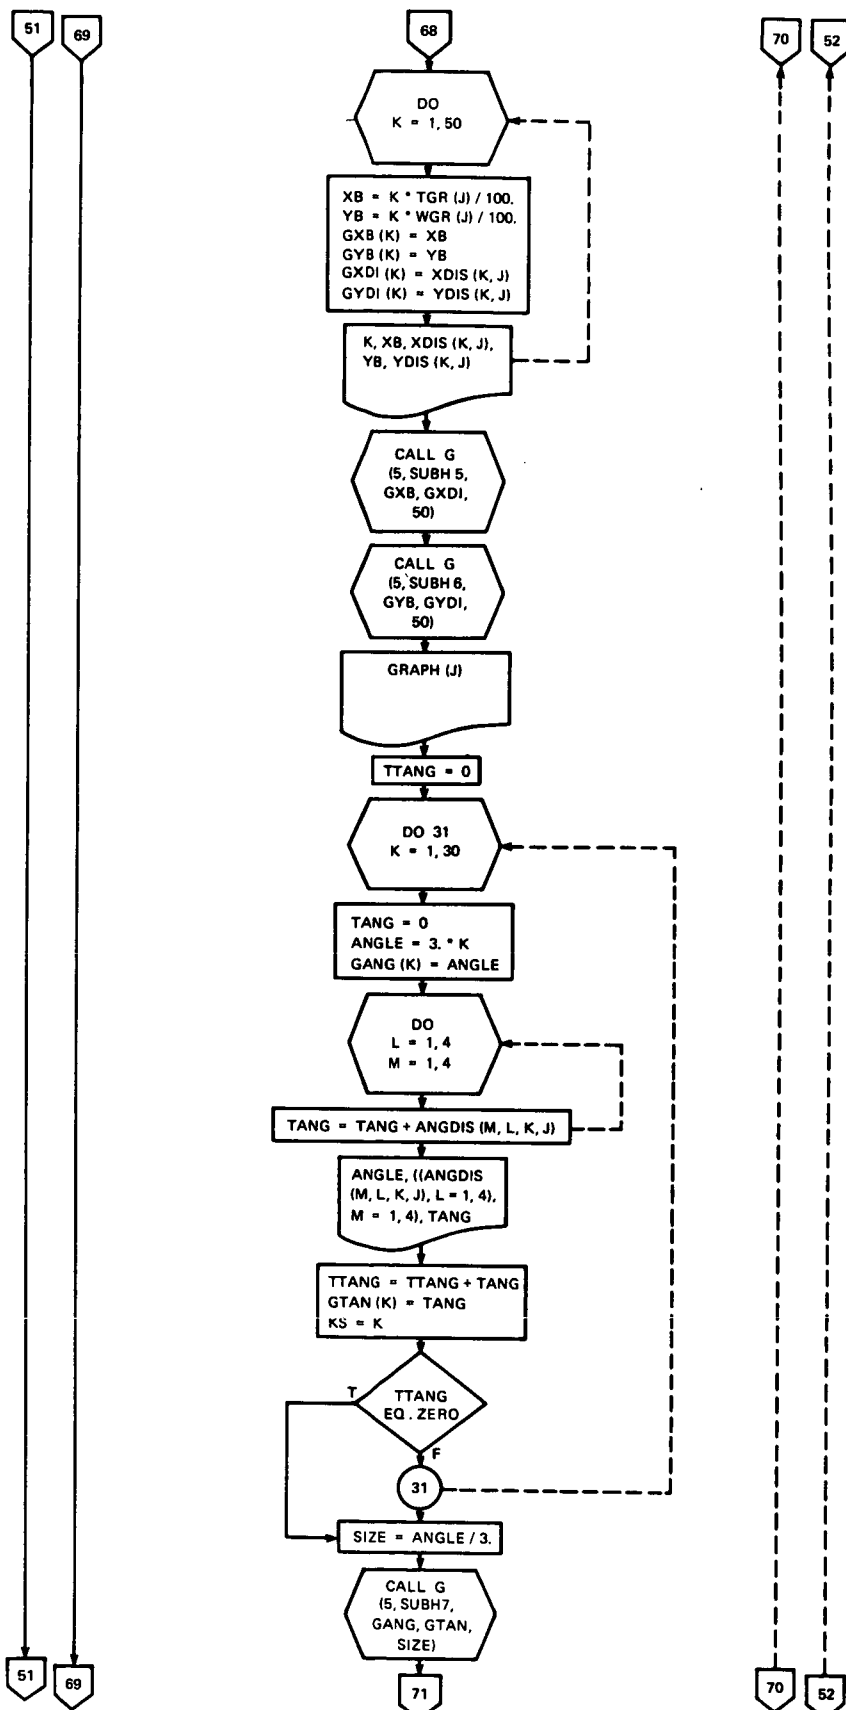 51
69
68
70
52
DO
K = 1, 50
XB = K * TGR (J) / 100.
YB = K * WGR (J) / 100.
GXB (K) = XB
GYB (K) = YB
GXDI (K) = XDIS (K, J)
GYDI (K) = YDIS (K, J)
K, XB, XDIS (K, J),
YB, YDIS (K, J)
CALL G
(5, SUBH 5,
GXB, GXDI,
50)
CALL G
(5, SUBH 6,
GYB, GYDI,
50)
GRAPH (J)
TTANG = 0
DO 31
K = 1, 30
TANG = 0
ANGLE = 3. * K
GANG (K) = ANGLE
DO
L = 1, 4
M = 1, 4
TANG = TANG + ANGDIS (M, L, K, J)
ANGLE, ((ANGDIS
(M, L, K, J), L = 1, 4),
M = 1, 4), TANG
TTANG = TTANG + TANG
GTAN (K) = TANG
KS = K
T
TTANG
EQ. ZERO
F
31
SIZE = ANGLE / 3.
CALL G
(5, SUBH7,
GANG, GTAN,
SIZE)
51
69
71
70
52